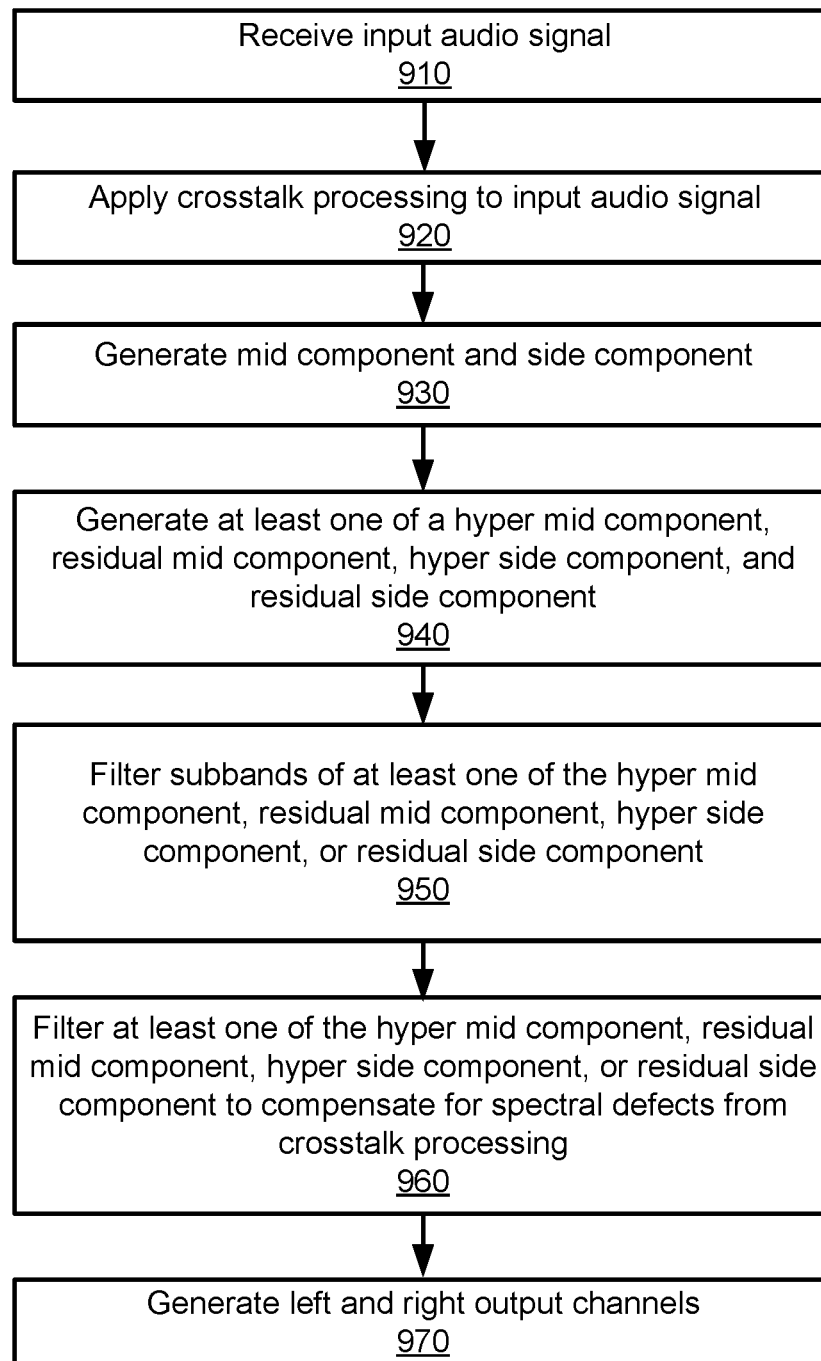 Receive input audio signal
910
Apply crosstalk processing to input audio signal
920
Generate mid component and side component
930
Generate at least one of a hyper mid component,
residual mid component, hyper side component, and
residual side component
940
Filter subbands of at least one of the hyper mid
component, residual mid component, hyper side
component, or residual side component
950
Filter at least one of the hyper mid component, residual
mid component, hyper side component, or residual side
component to compensate for spectral defects from
crosstalk processing
960
Generate left and right output channels
970